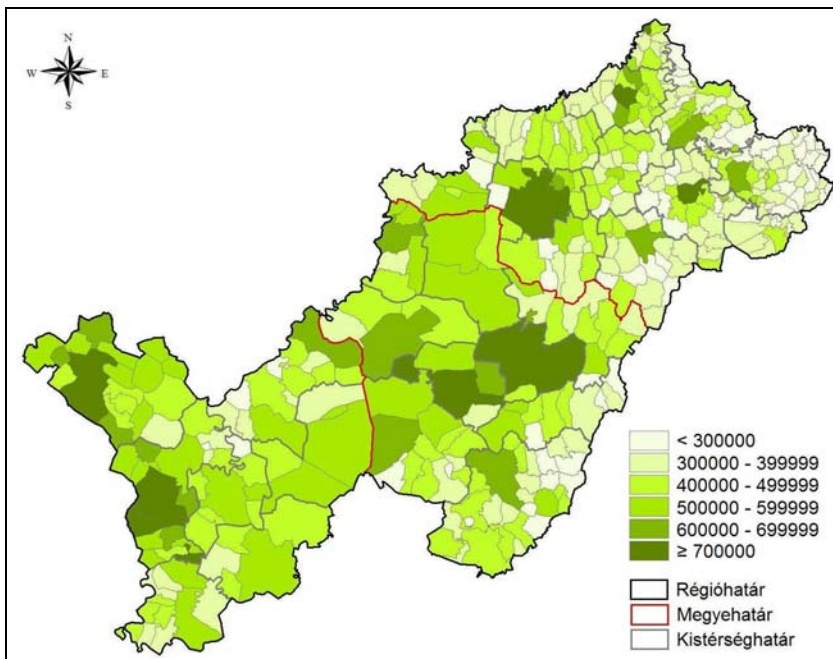 N
W E
S
< 300000
300000 - 399999
400000 - 499999
500000 - 599999
600000 - 699999
≥ 700000
Régióhatár
Megyehatár
Kistérséghatár